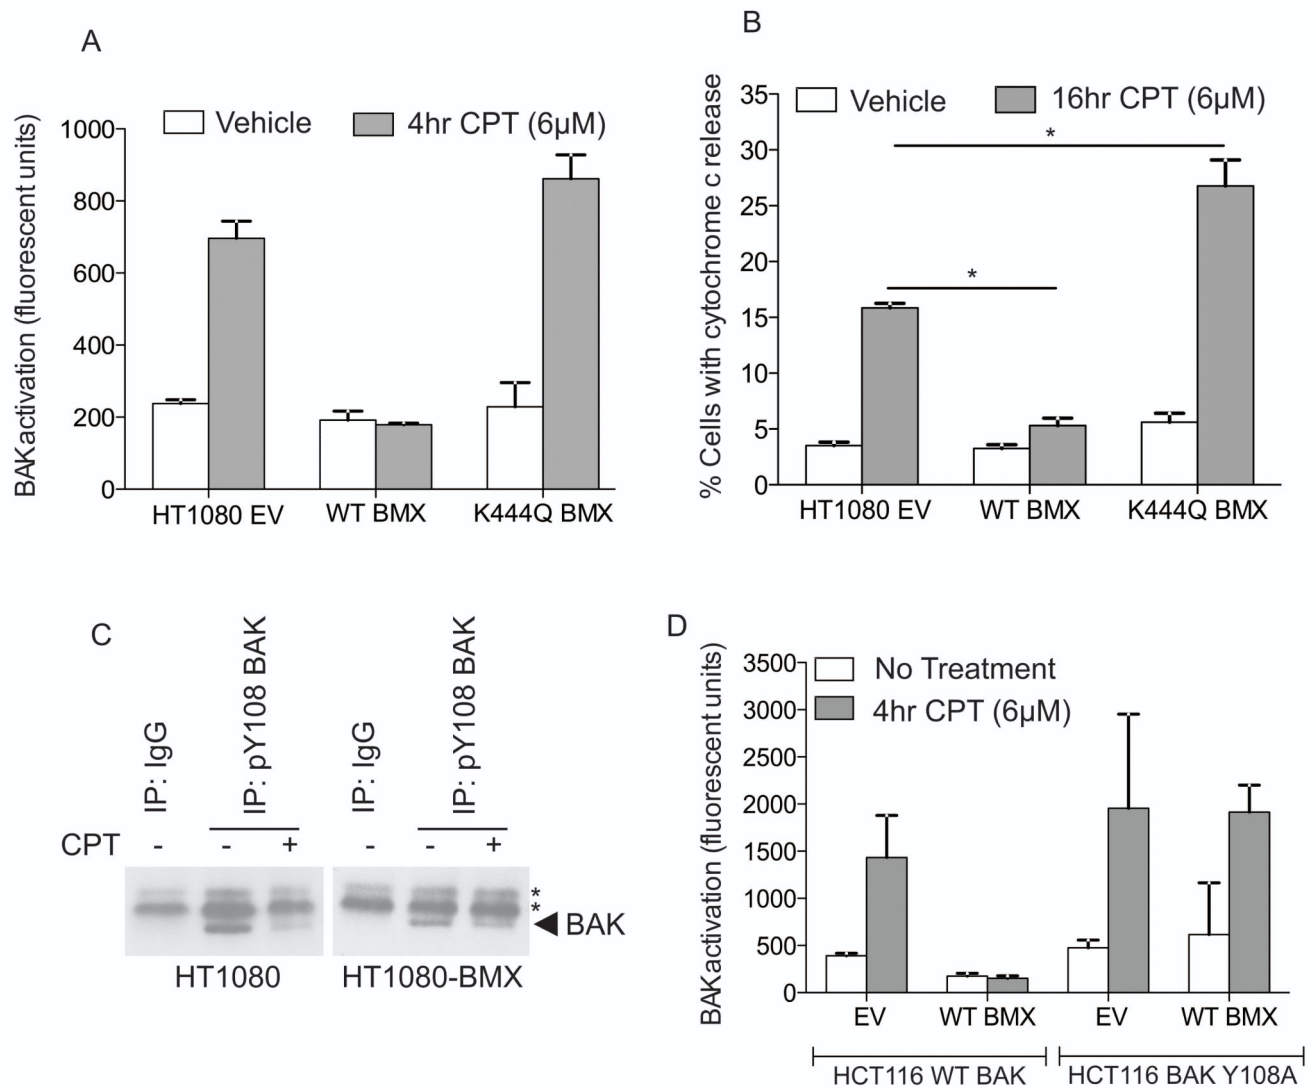 A
Vehicle
4hr CPT (6µM)
BAK activation (fluorescent units)
1000
800
600
400
200
0
HT1080 EV
WT BMX
K444Q BMX
B
Vehicle
16hr CPT (6µM)
% Cells with cytochrome c release
35
30
25
20
15
10
5
0
*
*
HT1080 EV
WT BMX
K444Q BMX
C
IP: IgG
IP: pY108 BAK
IP: IgG
IP: pY108 BAK
CPT - - + - - +
*
*
BAK
HT1080
HT1080-BMX
D
No Treatment
4hr CPT (6µM)
BAK activation (fluorescent units)
3500
3000
2500
2000
1500
1000
500
0
EV
WT BMX
EV
WT BMX
HCT116 WT BAK
HCT116 BAK Y108A